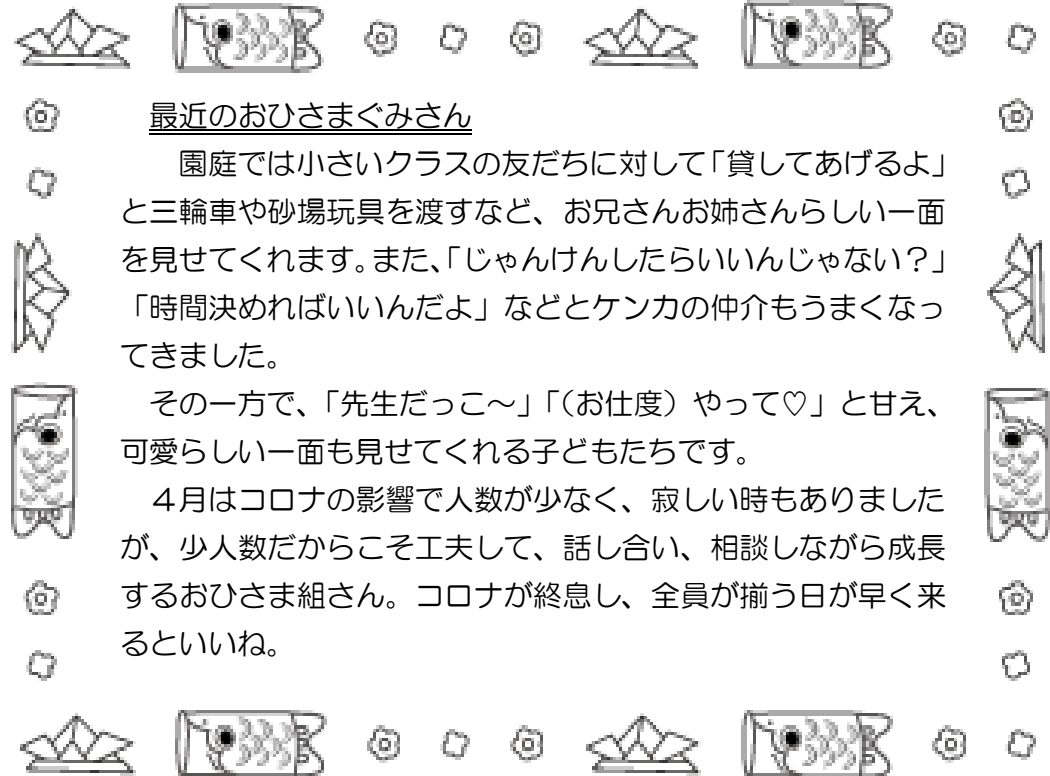 最近のおひさまぐみさん
園庭では小さいクラスの友だちに対して「貸してあげるよ」
と三輪車や砂場玩具を渡すなど、お兄さんお姉さんらしい一面
を見せてくれます。また、「じゃんけんしたらいいんじゃない？」
「時間決めればいいんだよ」などとケンカの仲介もうまくなっ
てきました。
その一方で、「先生だっこ～」「（お仕度）やって♡」と甘え、
可愛らしい一面も見せてくれる子どもたちです。
４月はコロナの影響で人数が少なく、寂しい時もありました
が、少人数だからこそ工夫して、話し合い、相談しながら成長
するおひさま組さん。コロナが終息し、全員が揃う日が早く来
るといいね。